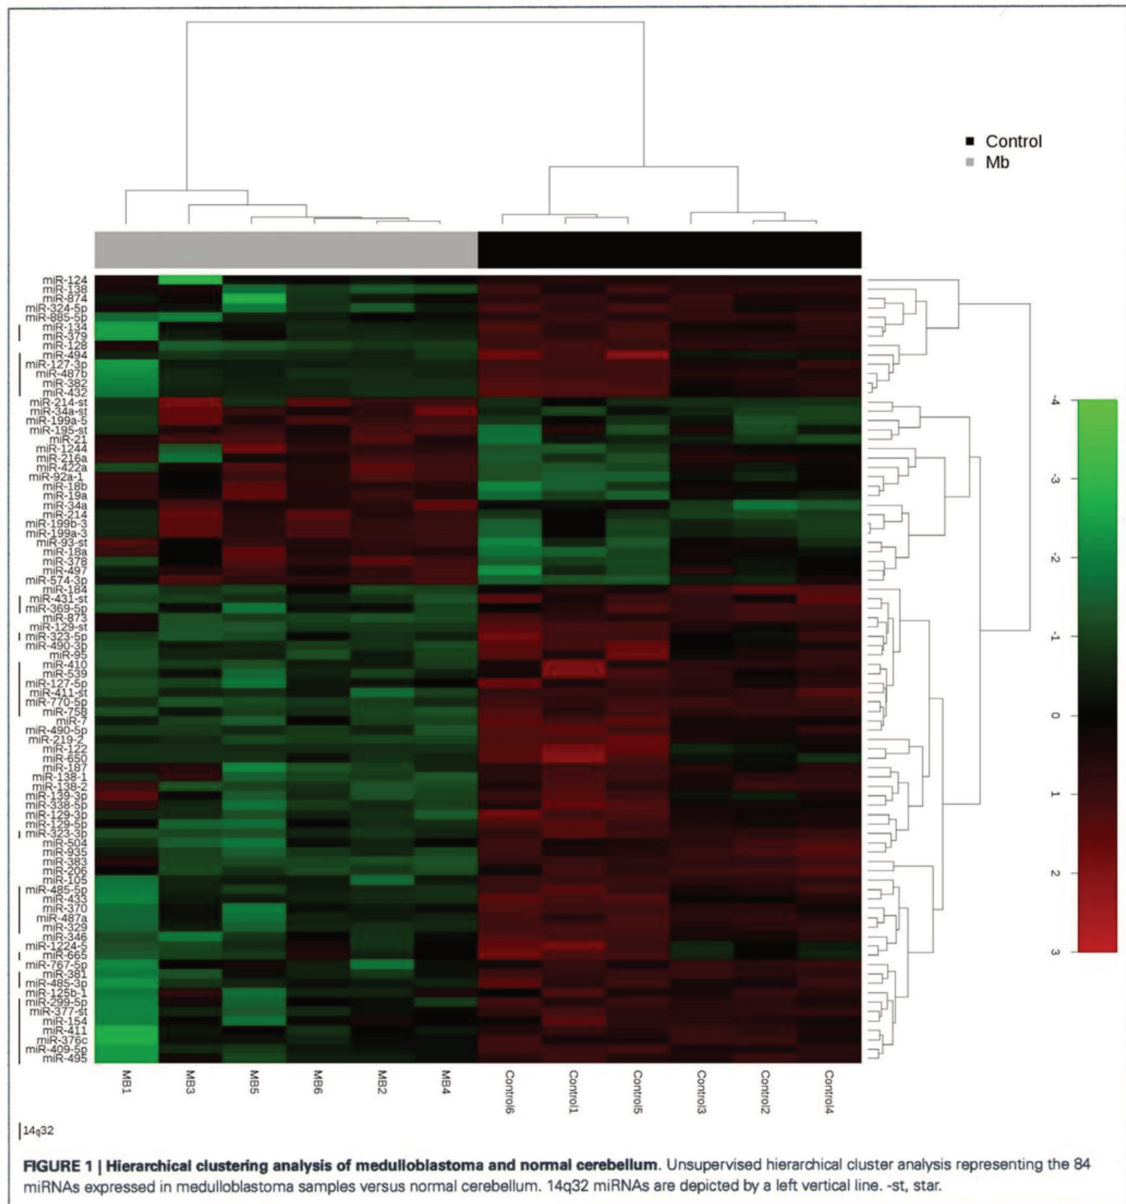 Control
Mb
miR-124
miR-138
miR-874
miR-324-5p
miR-885-5p
miR-134
miR-379
miR-128
miR-494
miR-127-3p
miR-487b
miR-382
miR-432
miR-214-st
miR-34a-st
miR-199a-5
miR-195-st
miR-21
miR-1244
miR-216a
miR-422a
miR-92a-1
miR-18b
miR-19a
miR-34a
miR-214
miR-199b-3
miR-199a-3
miR-93-st
miR-18a
miR-378
miR-497
miR-574-3p
miR-184
miR-431-st
miR-369-5p
miR-873
miR-129-st
miR-323-5p
miR-490-3p
miR-95
miR-410
miR-539
miR-127-5p
miR-411-st
miR-770-5p
miR-758
miR-7
miR-490-5p
miR-219-2
miR-122
miR-650
miR-187
miR-138-1
miR-138-2
miR-139-3p
miR-338-5p
miR-129-3p
miR-129-5p
miR-323-3p
miR-504
miR-935
miR-383
miR-206
miR-105
miR-485-5p
miR-433
miR-370
miR-487a
miR-329
miR-346
miR-1224-5
miR-665
miR-767-5p
miR-381
miR-485-3p
miR-125b-1
miR-299-5p
miR-377-st
miR-154
miR-411
miR-376c
miR-409-5p
miR-495
-4
-3
-2
-1
0
1
2
3
MB1
MB3
MB5
MB6
MB2
MB4
Control6
Control1
Control5
Control3
Control2
Control4
14q32
FIGURE 1 | Hierarchical clustering analysis of medulloblastoma and normal cerebellum. Unsupervised hierarchical cluster analysis representing the 84
miRNAs expressed in medulloblastoma samples versus normal cerebellum. 14q32 miRNAs are depicted by a left vertical line. -st, star.